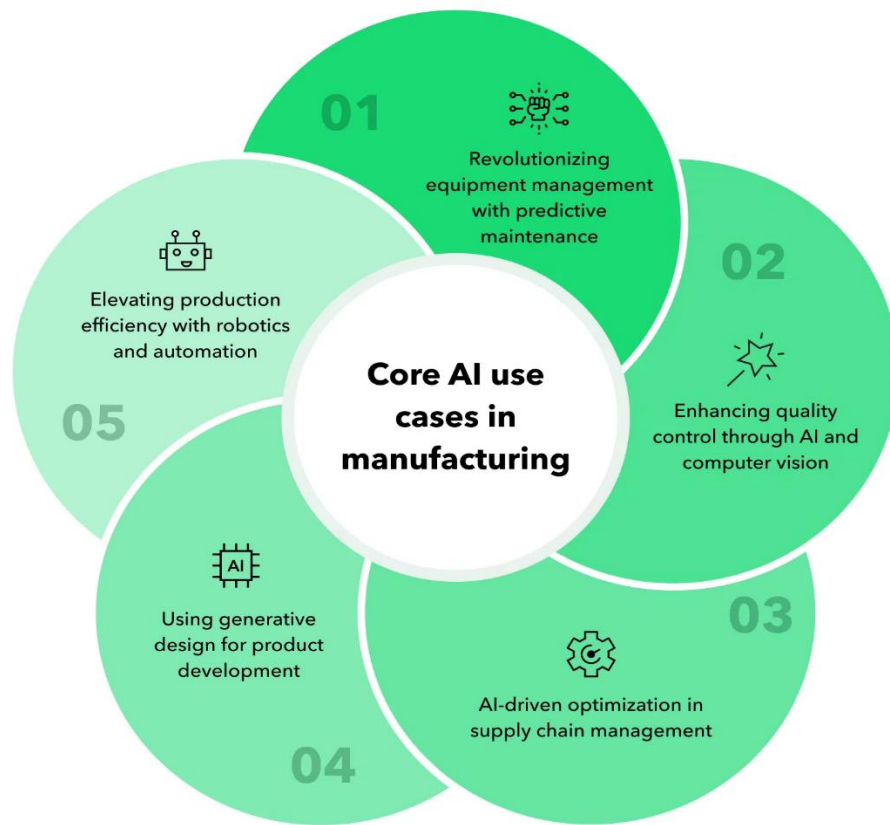 01
Revolutionizing
equipment management
with predictive
maintenance
02
Enhancing quality
control through AI and
computer vision
03
AI-driven optimization in
supply chain management
04
AI
Using generative
design for product
development
05
Elevating production
efficiency with robotics
and automation
Core AI use
cases in
manufacturing